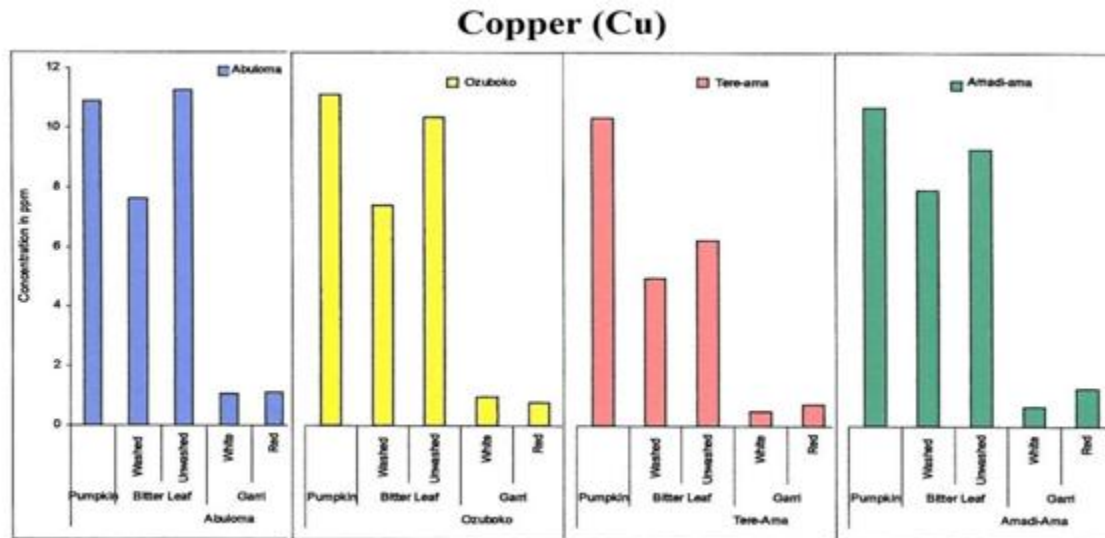 Copper (Cu)
Abuloma
Ozuboko
Tere-ama
Amadi-ama
Concentration in ppm
12
10
8
6
4
2
0
Washed Unwashed White Red
Washed Unwashed White Red
Washed Unwashed White Red
Washed Unwashed White Red
Pumpkin Bitter Leaf Garri
Pumpkin Bitter Leaf Garri
Pumpkin Bitter Leaf Garri
Pumpkin Bitter Leaf Garri
Abuloma
Ozuboko
Tere-Ama
Amadi-Ama